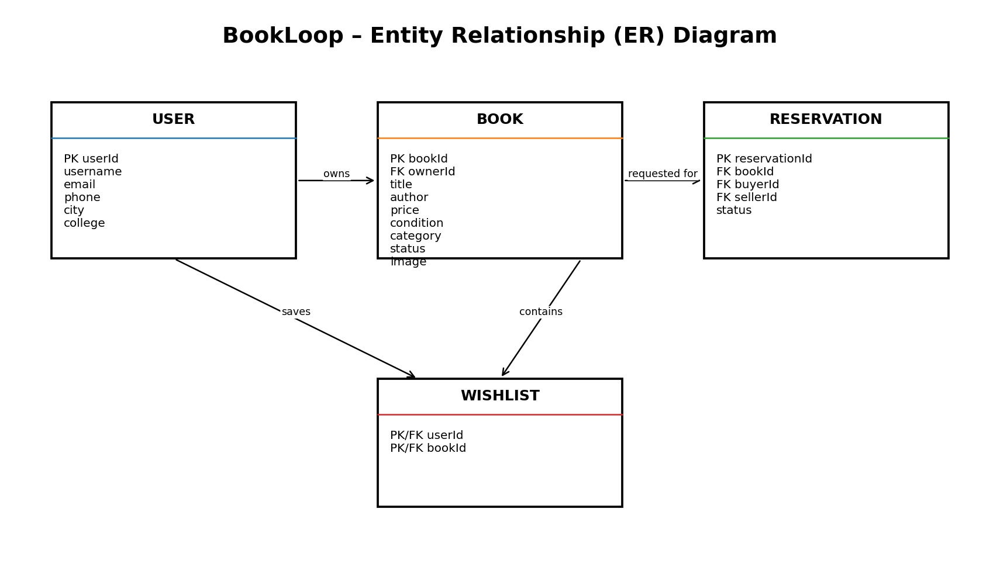 BookLoop – Entity Relationship (ER) Diagram
USER
PK userId
username
email
phone
city
college
owns
BOOK
PK bookId
FK ownerId
title
author
price
condition
category
status
image
requested for
RESERVATION
PK reservationId
FK bookId
FK buyerId
FK sellerId
status
saves
contains
WISHLIST
PK/FK userId
PK/FK bookId